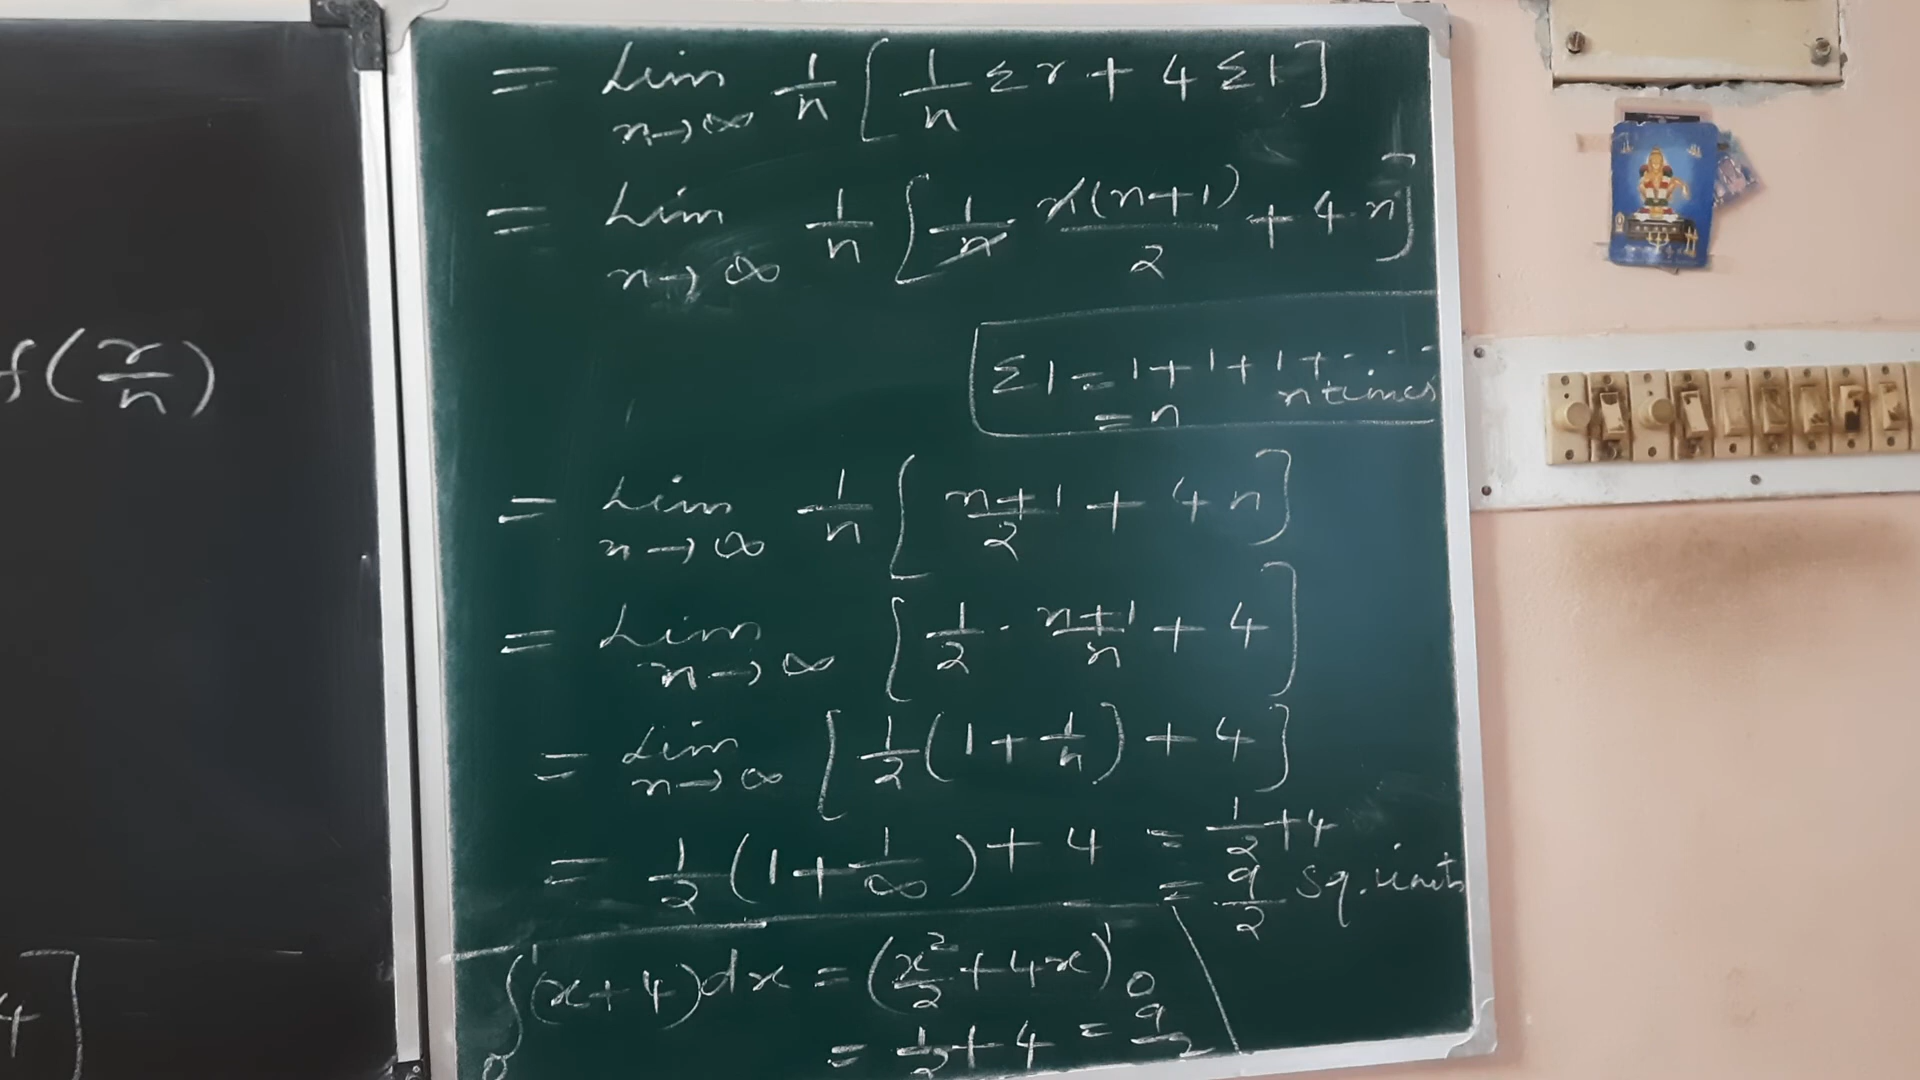 f(r/n)
4]
= Lim n→∞ 1/n [1/n Σr + 4 Σ1]
= Lim n→∞ 1/n [1/n · n(n+1)/2 + 4·n]
Σ1 = 1+1+1+.....
n times
= n
= Lim n→∞ 1/n [n+1/2 + 4n]
= Lim n→∞ [1/2 · n+1/n + 4]
= Lim n→∞ [1/2 (1+1/n) + 4]
= 1/2 (1+1/∞) + 4 = 1/2+4
= 9/2 sq. units
∫₀¹(x+4)dx = (x²/2+4x)¹₀
= 1/2+4 = 9/2